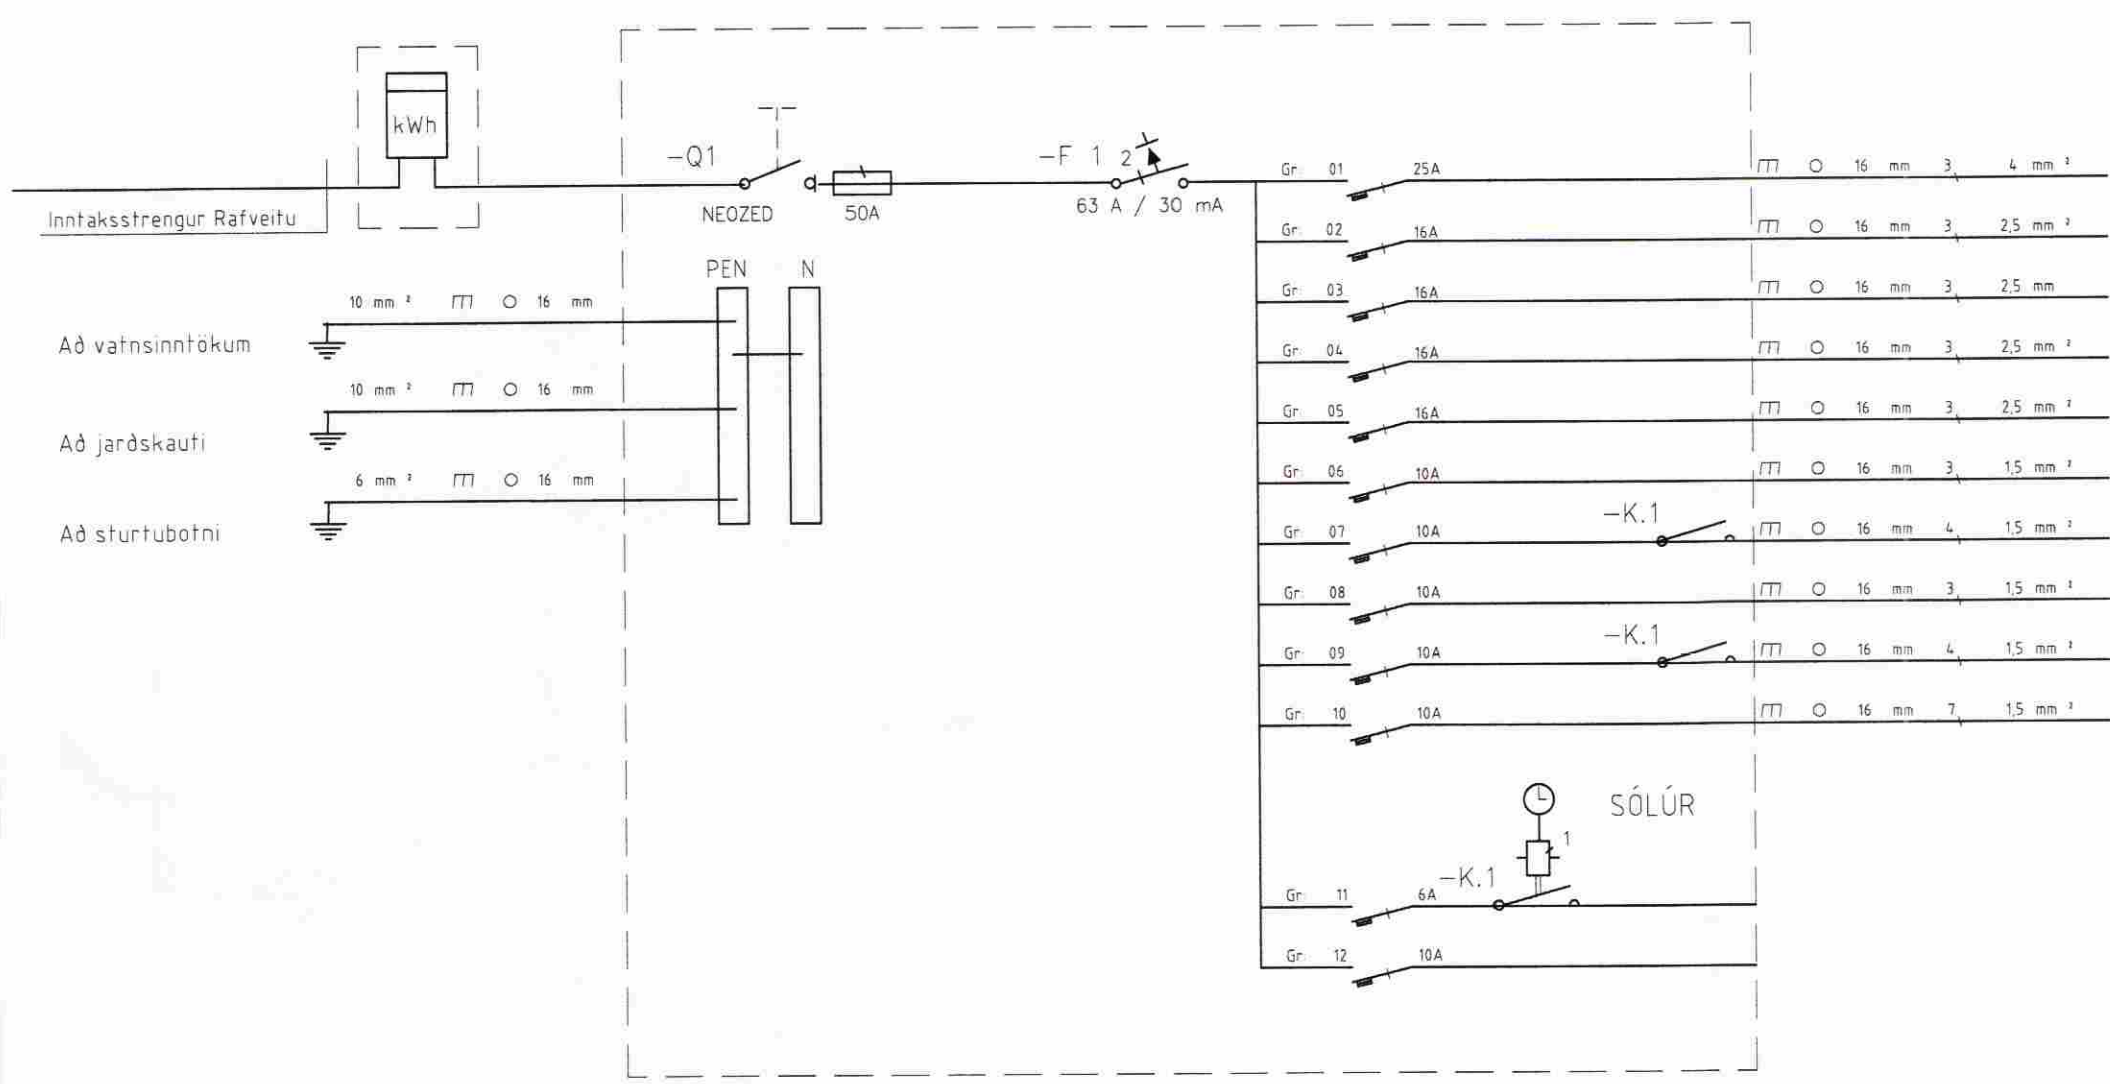 kWh
Inntaksstrengur Rafveitu
-Q1
NEOZED
50A
-F 1 2
63 A / 30 mA
PEN N
10 mm ² 16 mm
Að vatnsinntökum
10 mm ² 16 mm
Að jarðskauti
6 mm ² 16 mm
Að sturtubotni
Gr. 01 25A 16 mm 3 4 mm ²
Gr. 02 16A 16 mm 3 2,5 mm ²
Gr. 03 16A 16 mm 3 2,5 mm
Gr. 04 16A 16 mm 3 2,5 mm ²
Gr. 05 16A 16 mm 3 2,5 mm ²
Gr. 06 10A 16 mm 3 1,5 mm ²
Gr. 07 10A -K.1 16 mm 4 1,5 mm ²
Gr. 08 10A 16 mm 3 1,5 mm ²
Gr. 09 10A -K.1 16 mm 4 1,5 mm ²
Gr. 10 10A 16 mm 7 1,5 mm ²
SÓLÚR
1
Gr. 11 6A -K.1
Gr. 12 10A